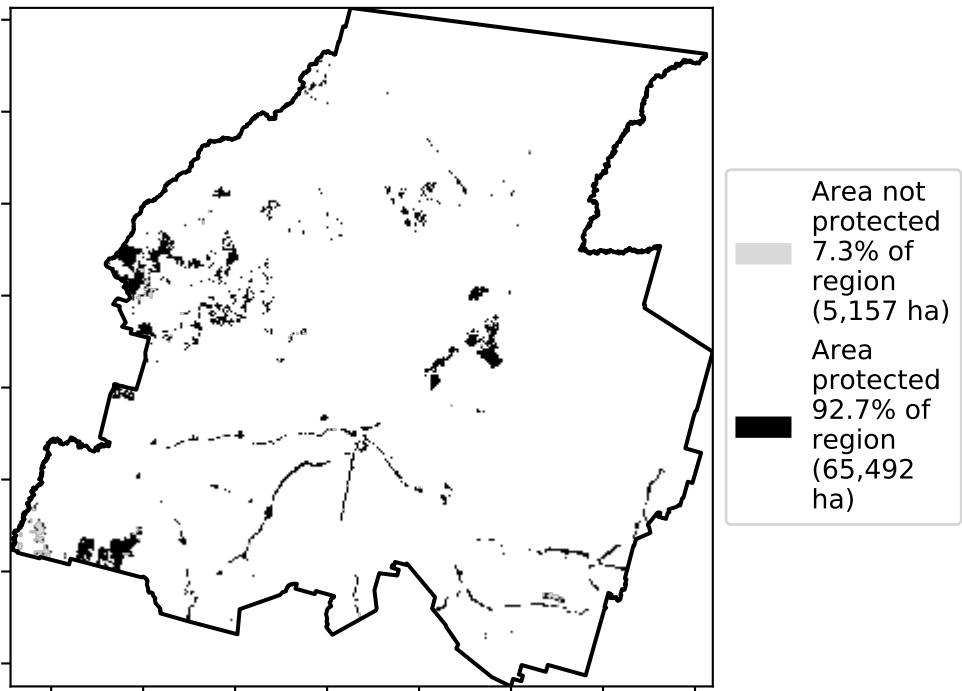 Area not
protected
7.3% of
region
(5,157 ha)
Area
protected
92.7% of
region
(65,492
ha)